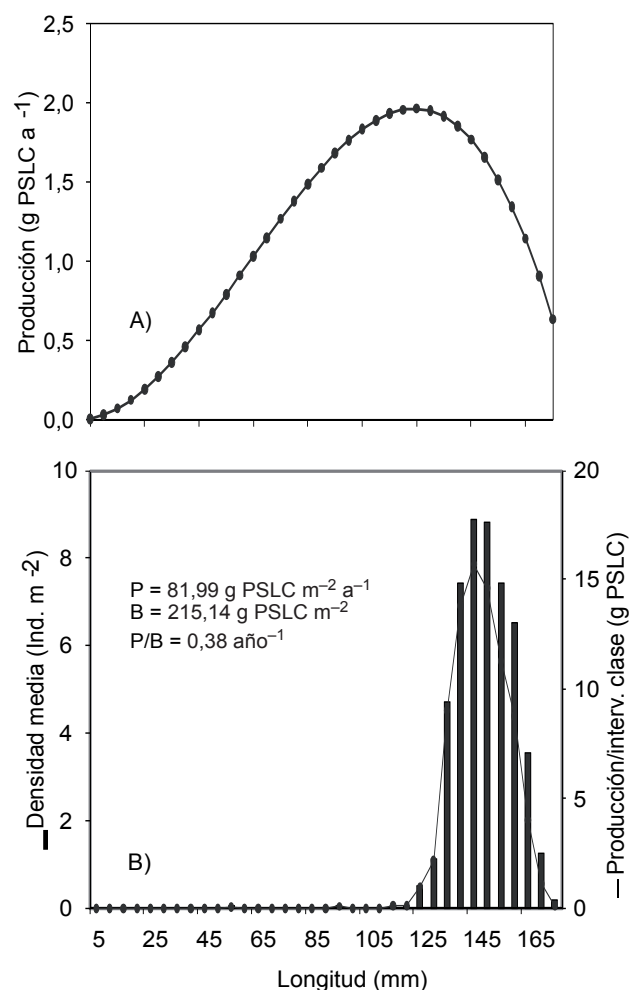 2,5
2,0
1,5
1,0
0,5
0,0
Producción (g PSLC a -1)
A)
10
8
6
4
2
0
Densidad media (Ind. m -2)
P = 81,99 g PSLC m⁻² a⁻¹
B = 215,14 g PSLC m⁻²
P/B = 0,38 año⁻¹
B)
20
15
10
5
0
Producción/interv. clase (g PSLC)
5 25 45 65 85 105 125 145 165
Longitud (mm)